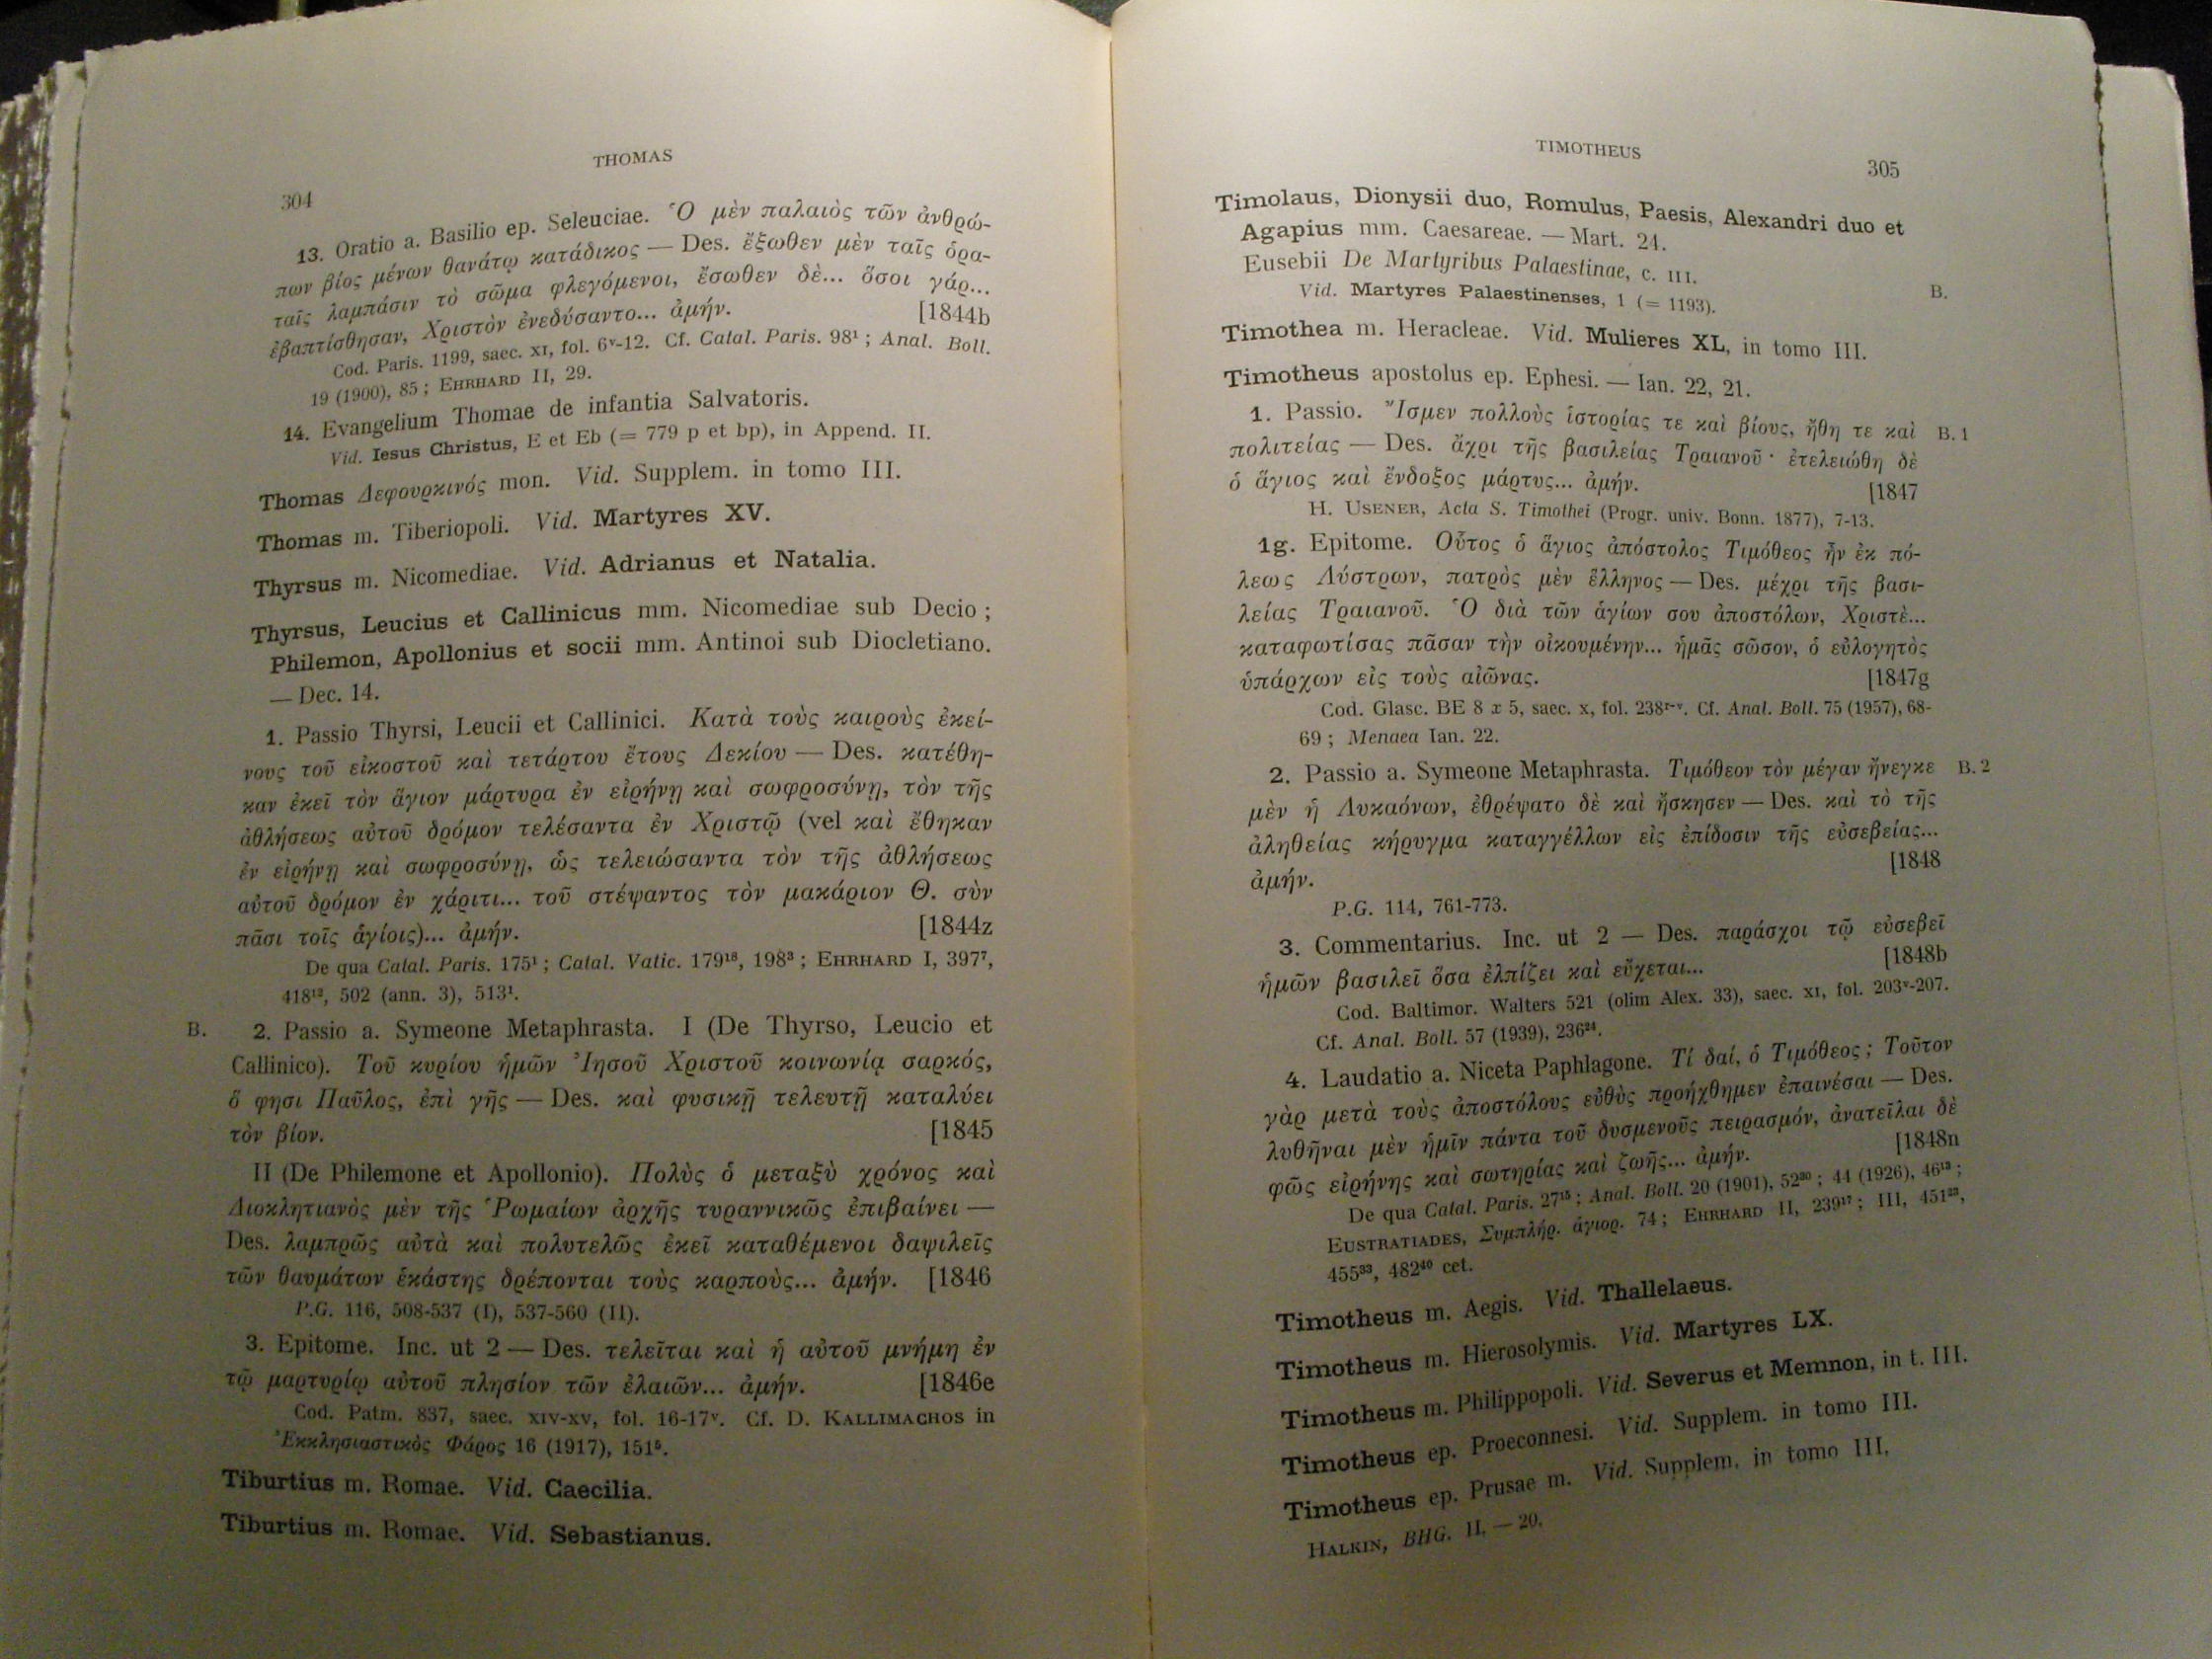 304
THOMAS
13. Oratio a. Basilio ep. Seleuciae. Ὁ μὲν παλαιὸς τῶν ἀνθρώ-
πων βίος μένων θανάτῳ κατάδικος — Des. ἔξωθεν μὲν ταῖς ὁρα-
ταῖς λαμπάσιν τὸ σῶμα φλεγόμενοι, ἔσωθεν δὲ... ὅσοι γάρ...
ἐβαπτίσθησαν, Χριστὸν ἐνεδύσαντο... ἀμήν. [1844b
Cod. Paris. 1199, saec. XI, fol. 6ᵛ-12. Cf. Catal. Paris. 98¹ ; Anal. Boll.
19 (1900), 85 ; EHRHARD II, 29.
14. Evangelium Thomae de infantia Salvatoris.
Vid. Iesus Christus, E et Eb (= 779 p et bp), in Append. II.
Thomas Δεφουρκινός mon. Vid. Supplem. in tomo III.
Thomas m. Tiberiopoli. Vid. Martyres XV.
Thyrsus m. Nicomediae. Vid. Adrianus et Natalia.
Thyrsus, Leucius et Callinicus mm. Nicomediae sub Decio ;
Philemon, Apollonius et socii mm. Antinoi sub Diocletiano.
— Dec. 14.
1. Passio Thyrsi, Leucii et Callinici. Κατὰ τοὺς καιροὺς ἐκεί-
νους τοῦ εἰκοστοῦ καὶ τετάρτου ἔτους Δεκίου — Des. κατέθη-
καν ἐκεῖ τὸν ἅγιον μάρτυρα ἐν εἰρήνῃ καὶ σωφροσύνῃ, τὸν τῆς
ἀθλήσεως αὐτοῦ δρόμον τελέσαντα ἐν Χριστῷ (vel καὶ ἔθηκαν
ἐν εἰρήνῃ καὶ σωφροσύνῃ, ὡς τελειώσαντα τὸν τῆς ἀθλήσεως
αὐτοῦ δρόμον ἐν χάριτι... τοῦ στέψαντος τὸν μακάριον Θ. σὺν
πᾶσι τοῖς ἁγίοις)... ἀμήν. [1844z
De qua Catal. Paris. 175¹ ; Catal. Vatic. 179¹⁸, 198³ ; EHRHARD I, 397⁷,
418¹², 502 (ann. 3), 513¹.
B. 2. Passio a. Symeone Metaphrasta. I (De Thyrso, Leucio et
Callinico). Τοῦ κυρίου ἡμῶν Ἰησοῦ Χριστοῦ κοινωνίᾳ σαρκός,
ὅ φησι Παῦλος, ἐπὶ γῆς — Des. καὶ φυσικῇ τελευτῇ καταλύει
τὸν βίον. [1845
II (De Philemone et Apollonio). Πολὺς ὁ μεταξὺ χρόνος καὶ
Διοκλητιανὸς μὲν τῆς Ῥωμαίων ἀρχῆς τυραννικῶς ἐπιβαίνει —
Des. λαμπρῶς αὐτὰ καὶ πολυτελῶς ἐκεῖ καταθέμενοι δαψιλεῖς
τῶν θαυμάτων ἑκάστης δρέπονται τοὺς καρποὺς... ἀμήν. [1846
P.G. 116, 508-537 (I), 537-560 (II).
3. Epitome. Inc. ut 2 — Des. τελεῖται καὶ ἡ αὐτοῦ μνήμη ἐν
τῷ μαρτυρίῳ αὐτοῦ πλησίον τῶν ἐλαιῶν... ἀμήν. [1846e
Cod. Patm. 837, saec. XIV-XV, fol. 16-17ᵛ. Cf. D. KALLIMACHOS in
Ἐκκλησιαστικὸς Φάρος 16 (1917), 151⁵.
Tiburtius m. Romae. Vid. Caecilia.
Tiburtius m. Romae. Vid. Sebastianus.
TIMOTHEUS
305
Timolaus, Dionysii duo, Romulus, Paesis, Alexandri duo et
Agapius mm. Caesareae. — Mart. 24.
Eusebii De Martyribus Palaestinae, c. III. B.
Vid. Martyres Palaestinenses, 1 (= 1193).
Timothea m. Heracleae. Vid. Mulieres XL, in tomo III.
Timotheus apostolus ep. Ephesi. — Ian. 22, 21.
1. Passio. Ἴσμεν πολλοὺς ἱστορίας τε καὶ βίους, ἤθη τε καὶ B. 1
πολιτείας — Des. ἄχρι τῆς βασιλείας Τραιανοῦ · ἐτελειώθη δὲ
ὁ ἅγιος καὶ ἔνδοξος μάρτυς... ἀμήν. [1847
H. USENER, Acta S. Timothei (Progr. univ. Bonn. 1877), 7-13.
1g. Epitome. Οὗτος ὁ ἅγιος ἀπόστολος Τιμόθεος ἦν ἐκ πό-
λεως Λύστρων, πατρὸς μὲν ἕλληνος — Des. μέχρι τῆς βασι-
λείας Τραιανοῦ. Ὁ διὰ τῶν ἁγίων σου ἀποστόλων, Χριστὲ...
καταφωτίσας πᾶσαν τὴν οἰκουμένην... ἡμᾶς σῶσον, ὁ εὐλογητὸς
ὑπάρχων εἰς τοὺς αἰῶνας. [1847g
Cod. Glasc. BE 8 x 5, saec. X, fol. 238ʳ⁻ᵛ. Cf. Anal. Boll. 75 (1957), 68-
69 ; Menaea Ian. 22.
2. Passio a. Symeone Metaphrasta. Τιμόθεον τὸν μέγαν ἤνεγκε B. 2
μὲν ἡ Λυκαόνων, ἐθρέψατο δὲ καὶ ἤσκησεν — Des. καὶ τὸ τῆς
ἀληθείας κήρυγμα καταγγέλλων εἰς ἐπίδοσιν τῆς εὐσεβείας...
ἀμήν. [1848
P.G. 114, 761-773.
3. Commentarius. Inc. ut 2 — Des. παράσχοι τῷ εὐσεβεῖ
ἡμῶν βασιλεῖ ὅσα ἐλπίζει καὶ εὔχεται... [1848b
Cod. Baltimor. Walters 521 (olim Alex. 33), saec. XI, fol. 203ᵛ-207.
Cf. Anal. Boll. 57 (1939), 236²⁴.
4. Laudatio a. Niceta Paphlagone. Τί δαί, ὁ Τιμόθεος ; Τοῦτον
γὰρ μετὰ τοὺς ἀποστόλους εὐθὺς προήχθημεν ἐπαινέσαι — Des.
λυθῆναι μὲν ἡμῖν πάντα τοῦ δυσμενοῦς πειρασμόν, ἀνατεῖλαι δὲ
φῶς εἰρήνης καὶ σωτηρίας καὶ ζωῆς... ἀμήν. [1848n
De qua Catal. Paris. 27¹⁵ ; Anal. Boll. 20 (1901), 52³⁰ ; 44 (1926), 46¹³ ;
EUSTRATIADES, Συμπλήρ. ἁγιορ. 74 ; EHRHARD II, 239¹⁷ ; III, 451²³,
455³³, 482⁴⁰ cet.
Timotheus m. Aegis. Vid. Thallelaeus.
Timotheus m. Hierosolymis. Vid. Martyres LX.
Timotheus m. Philippopoli. Vid. Severus et Memnon, in t. III.
Timotheus ep. Proeconnesi. Vid. Supplem. in tomo III.
Timotheus ep. Prusae m. Vid. Supplem. in tomo III.
HALKIN, BHG. II. — 20.